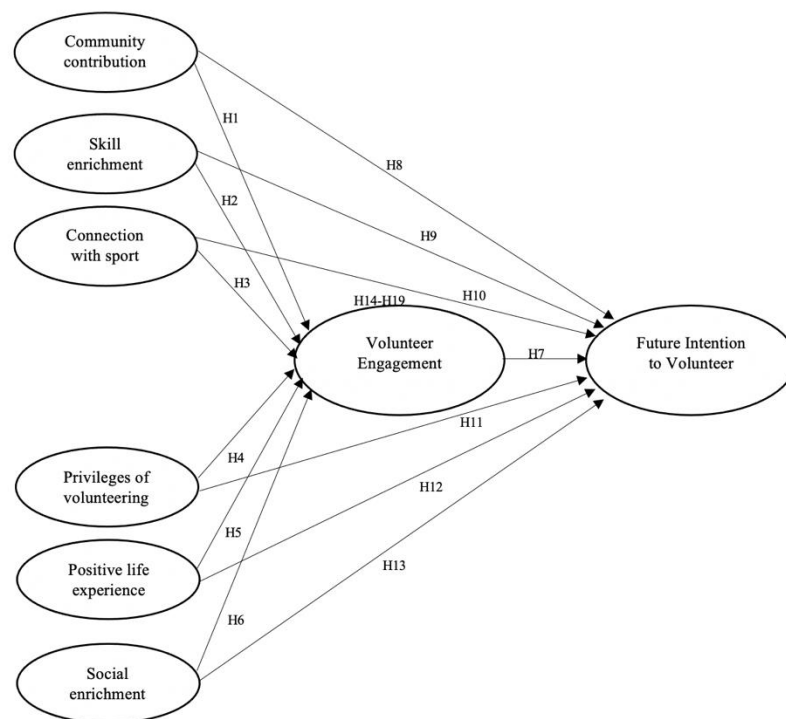 Community
contribution
H1
Skill
enrichment
H8
H2
H9
Connection
with sport
H3
H10
H14-H19
Volunteer
Engagement
H7
Future Intention
to Volunteer
H11
Privileges of
volunteering
H4
H12
H5
Positive life
experience
H13
H6
Social
enrichment